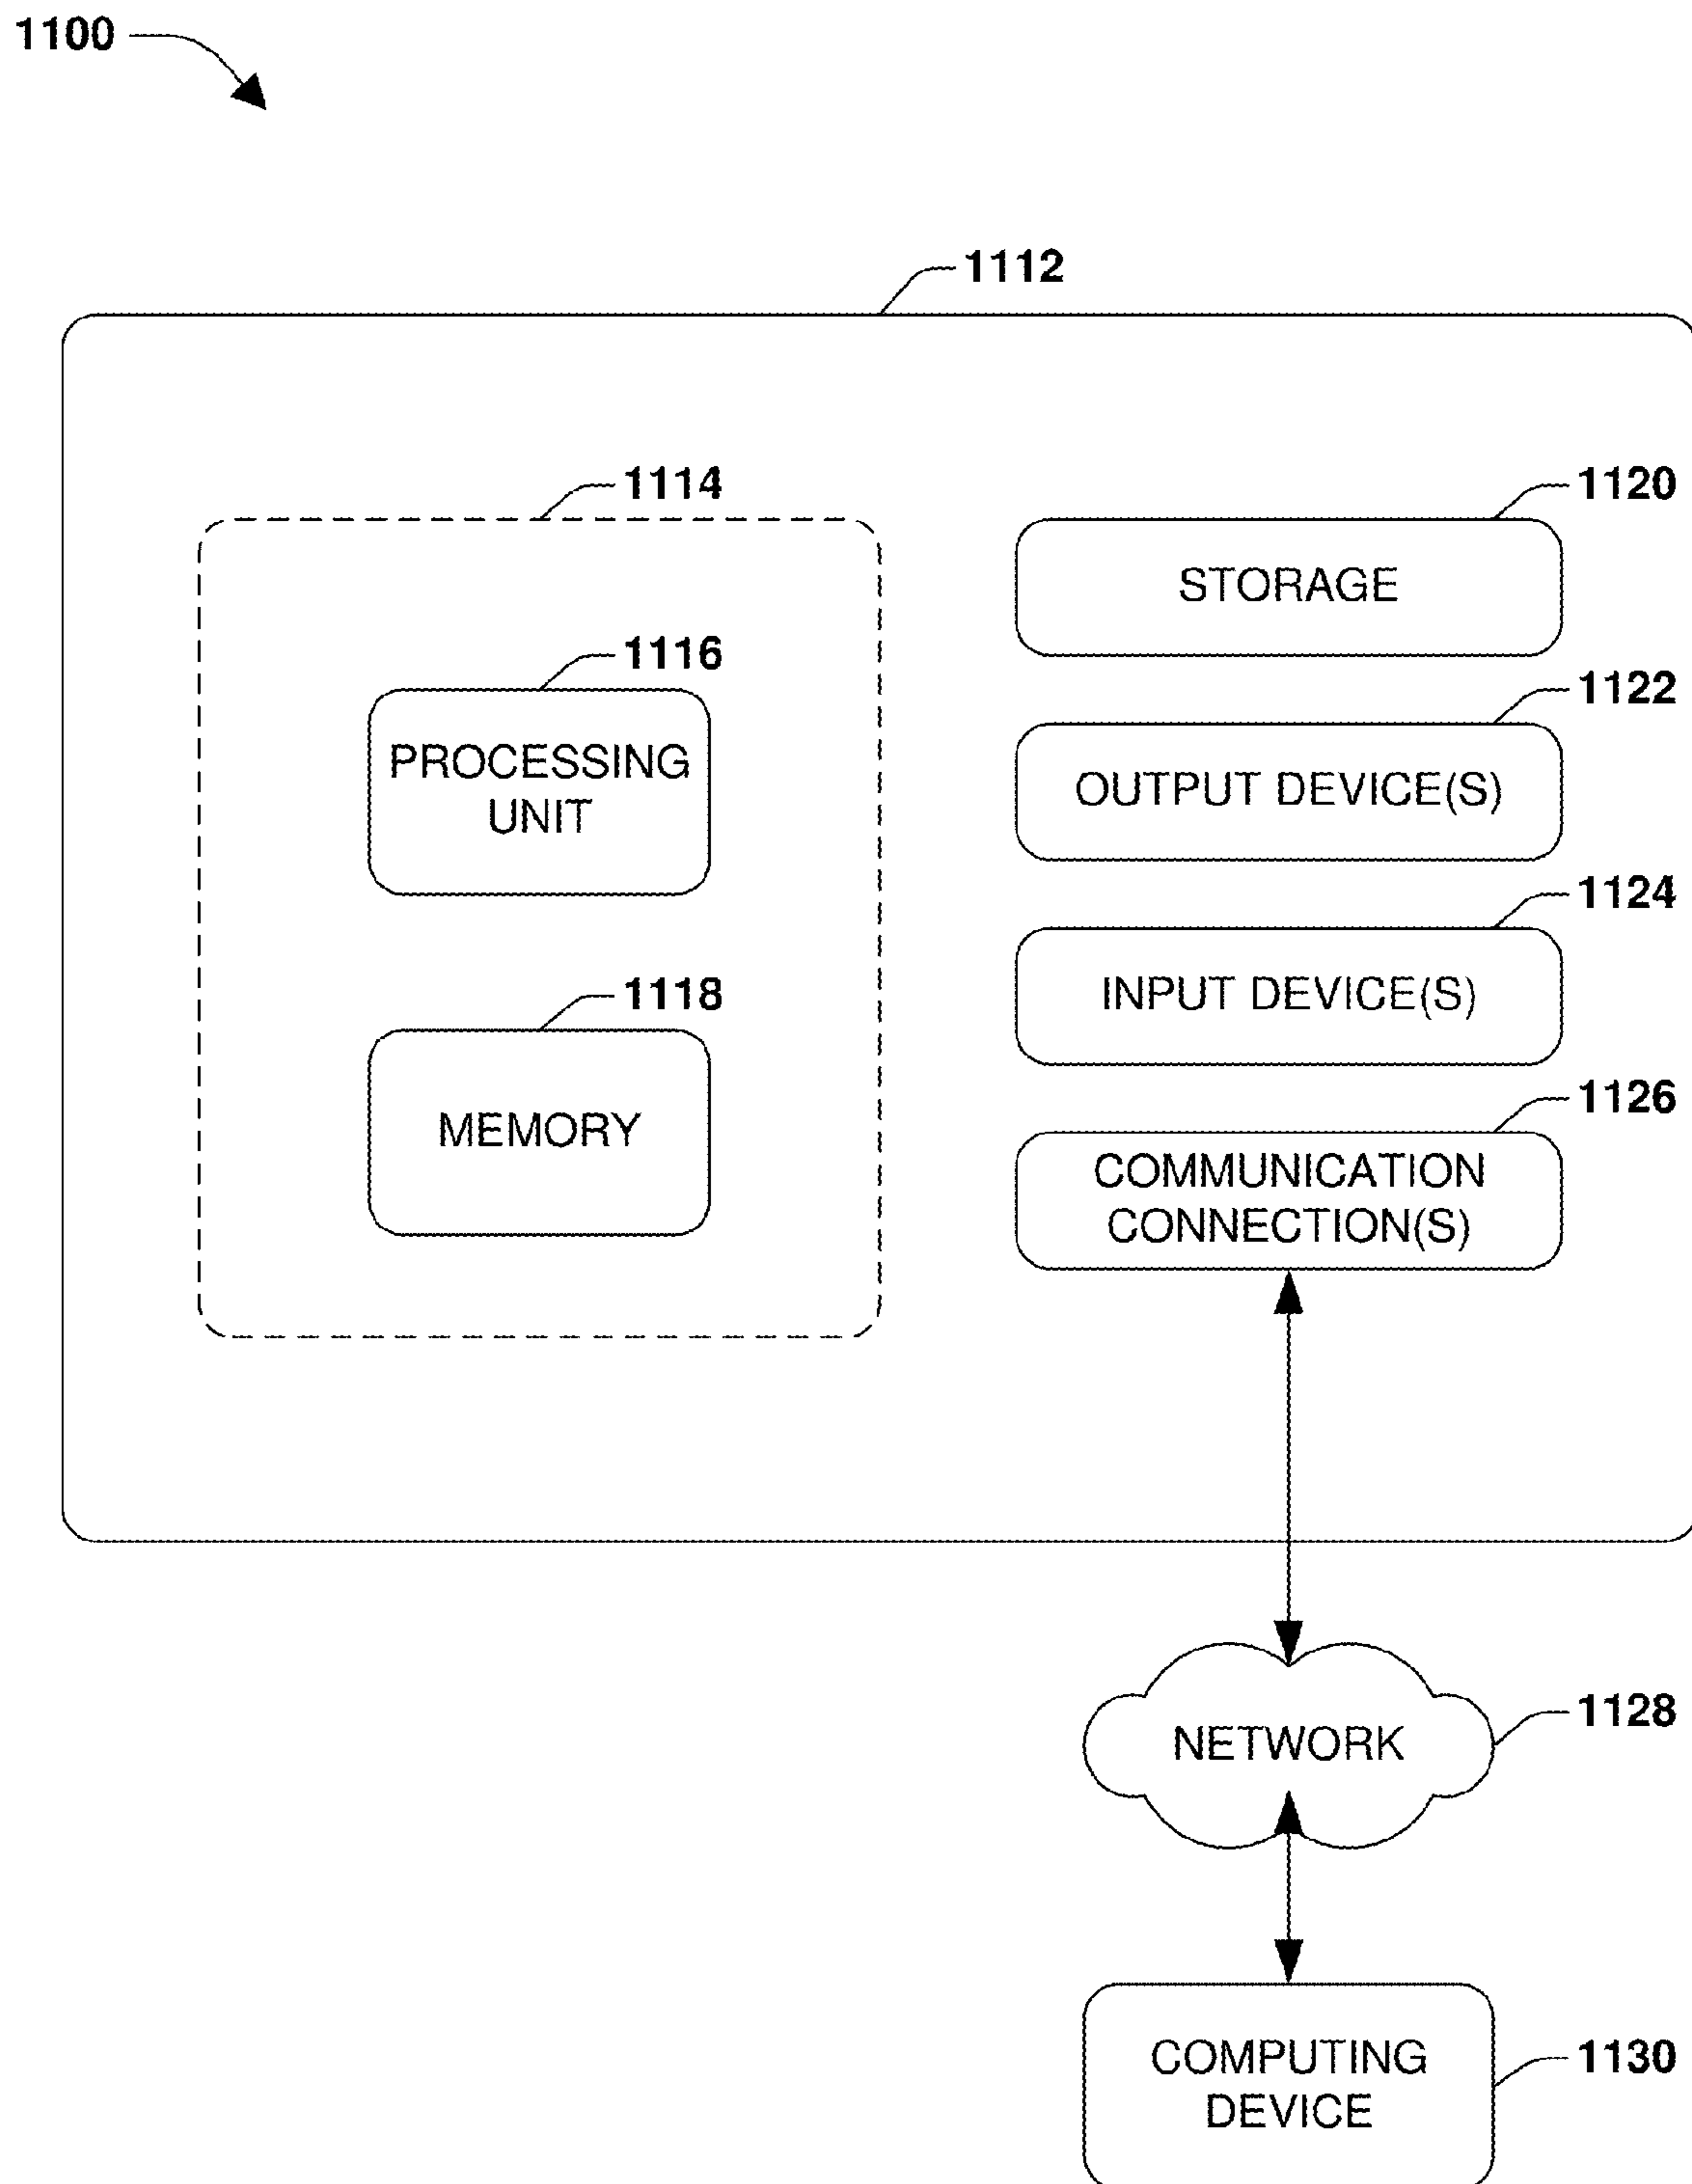 1100
1112
1114
1116
PROCESSING
UNIT
1118
MEMORY
1120
STORAGE
1122
OUTPUT DEVICE(S)
1124
INPUT DEVICE(S)
1126
COMMUNICATION
CONNECTION(S)
NETWORK
1128
COMPUTING
DEVICE
1130